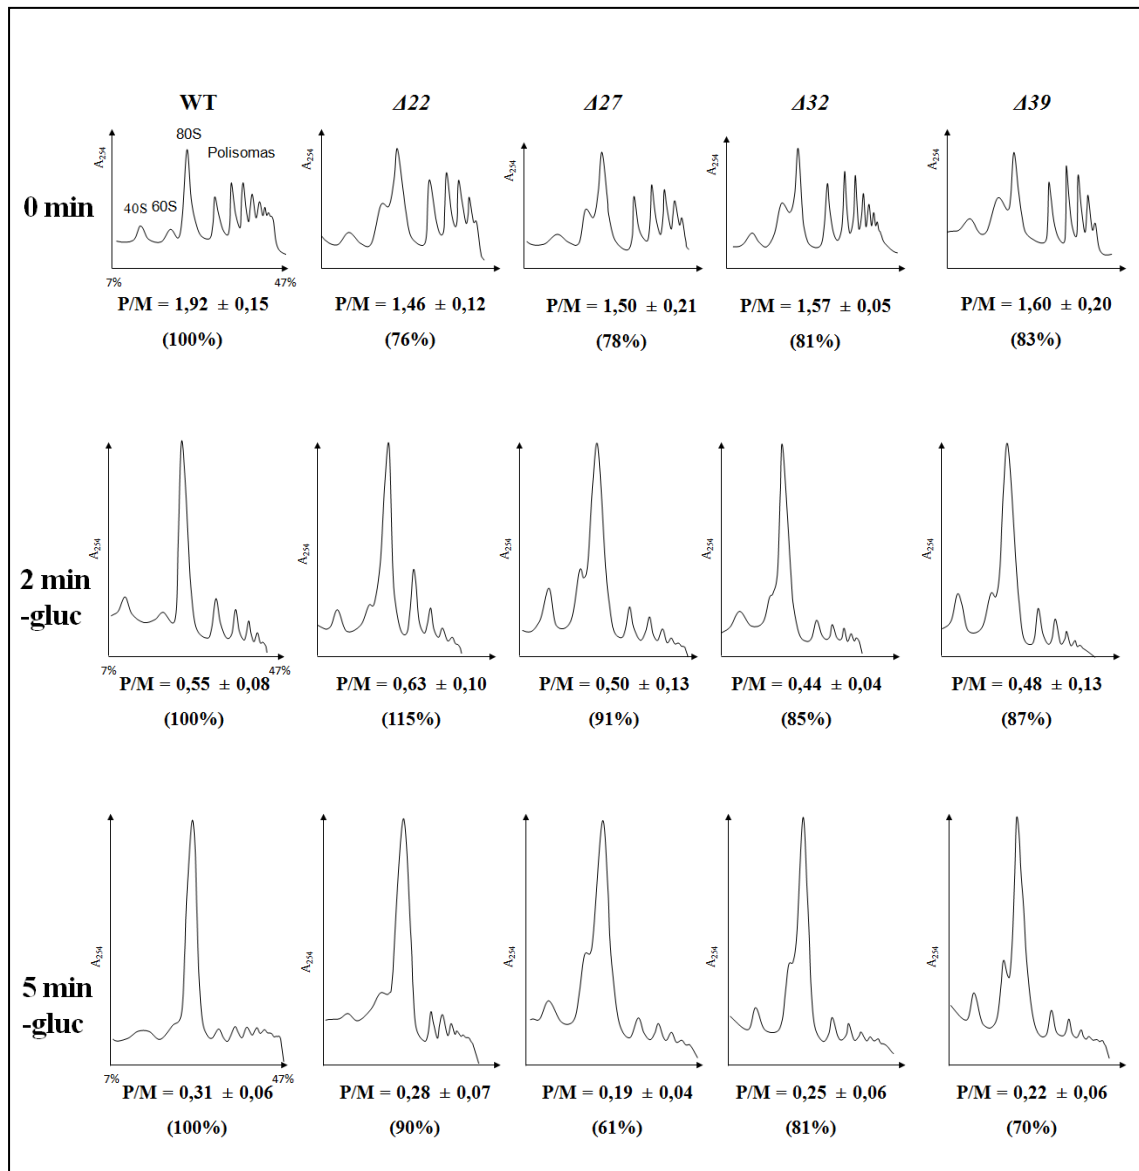 WT Δ22 Δ27 Δ32 Δ39
0 min
A254 80S Polisomas 40S 60S 7% 47%
A254
A254
A254
A254
P/M = 1,92 ± 0,15 P/M = 1,46 ± 0,12 P/M = 1,50 ± 0,21 P/M = 1,57 ± 0,05 P/M = 1,60 ± 0,20
(100%) (76%) (78%) (81%) (83%)
2 min
-gluc
A254 7% 47%
A254
A254
A254
A254
P/M = 0,55 ± 0,08 P/M = 0,63 ± 0,10 P/M = 0,50 ± 0,13 P/M = 0,44 ± 0,04 P/M = 0,48 ± 0,13
(100%) (115%) (91%) (85%) (87%)
5 min
-gluc
A254 7% 47%
A254
A254
A254
A254
P/M = 0,31 ± 0,06 P/M = 0,28 ± 0,07 P/M = 0,19 ± 0,04 P/M = 0,25 ± 0,06 P/M = 0,22 ± 0,06
(100%) (90%) (61%) (81%) (70%)